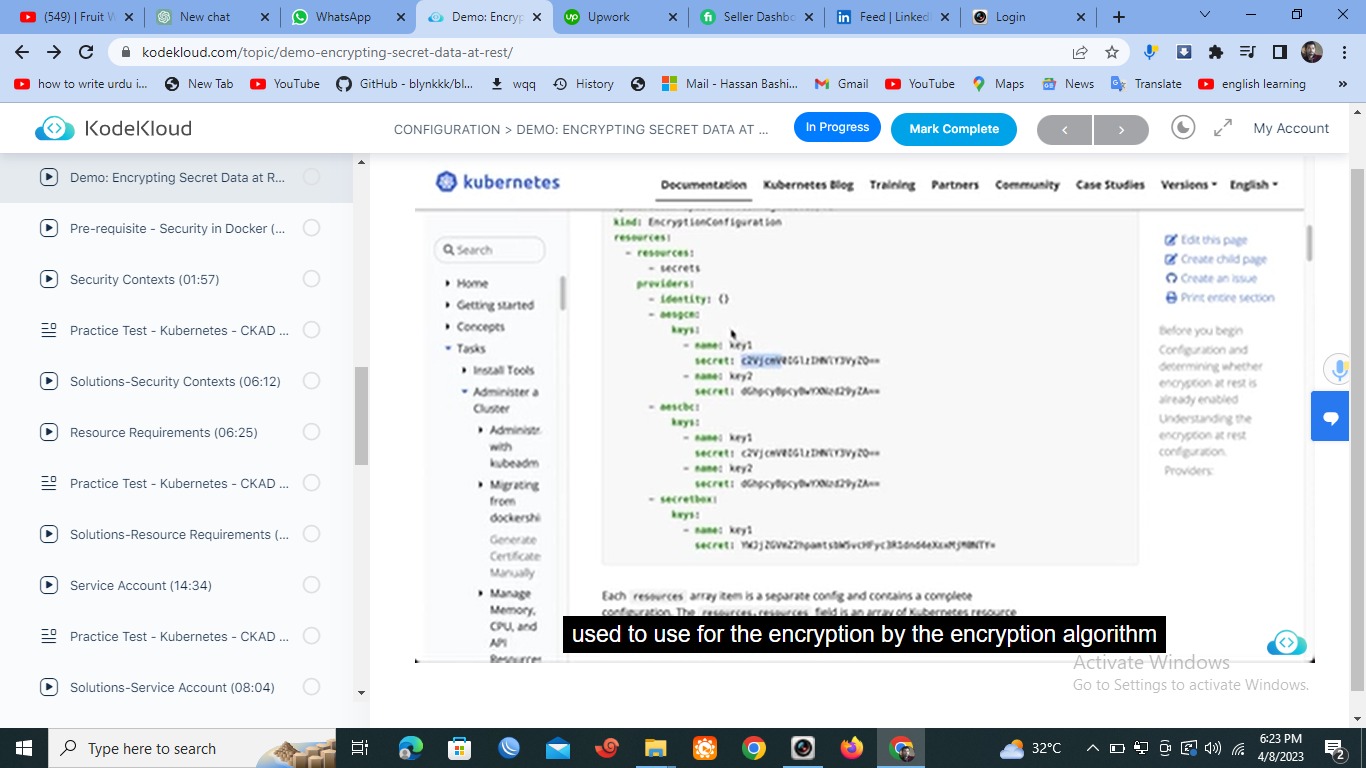 (549) | Fruit W
New chat
WhatsApp
Demo: Encryp
Upwork
Seller Dashbo
Feed | Linked
Login
kodekloud.com/topic/demo-encrypting-secret-data-at-rest/
how to write urdu i...
New Tab
YouTube
GitHub - blynkkk/bl...
wqq
History
Mail - Hassan Bashi...
Gmail
YouTube
Maps
News
Translate
english learning
»
KodeKloud
CONFIGURATION > DEMO: ENCRYPTING SECRET DATA AT ...
In Progress
Mark Complete
My Account
Demo: Encrypting Secret Data at R...
Pre-requisite - Security in Docker (...
Security Contexts (01:57)
Practice Test - Kubernetes - CKAD ...
Solutions-Security Contexts (06:12)
Resource Requirements (06:25)
Practice Test - Kubernetes - CKAD ...
Solutions-Resource Requirements (...
Service Account (14:34)
Practice Test - Kubernetes - CKAD ...
Solutions-Service Account (08:04)
kubernetes
Documentation
Kubernetes Blog
Training
Partners
Community
Case Studies
Versions
English
Search
Home
Getting started
Concepts
Tasks
Install Tools
Administer a
Cluster
Administr
with
kubeadm
Migrating
from
dockershi
Generate
Certificate
Manually
Manage
Memory,
CPU, and
API
Resources
kind: EncryptionConfiguration
resources:
- resources:
- secrets
providers:
- identity: {}
- aesgcm:
keys:
- name: key1
secret: c2VjcmV0IGlzIHNlY3VyZQ==
- name: key2
secret: dGhpcyBpcyBwYXNzd29yZA==
- aescbc:
keys:
- name: key1
secret: c2VjcmV0IGlzIHNlY3VyZQ==
- name: key2
secret: dGhpcyBpcyBwYXNzd29yZA==
- secretbox:
keys:
- name: key1
secret:
Each resources array item is a separate config and contains a complete
configuration. The resources.resources field is an array of Kubernetes resource
used to use for the encryption by the encryption algorithm
Edit this page
Create child page
Create an issue
Print entire section
Before you begin
Configuration and
determining whether
encryption at rest is
already enabled
Understanding the
encryption at rest
configuration.
Providers:
Activate Windows
Go to Settings to activate Windows.
Type here to search
32°C
6:23 PM
4/8/2023
2